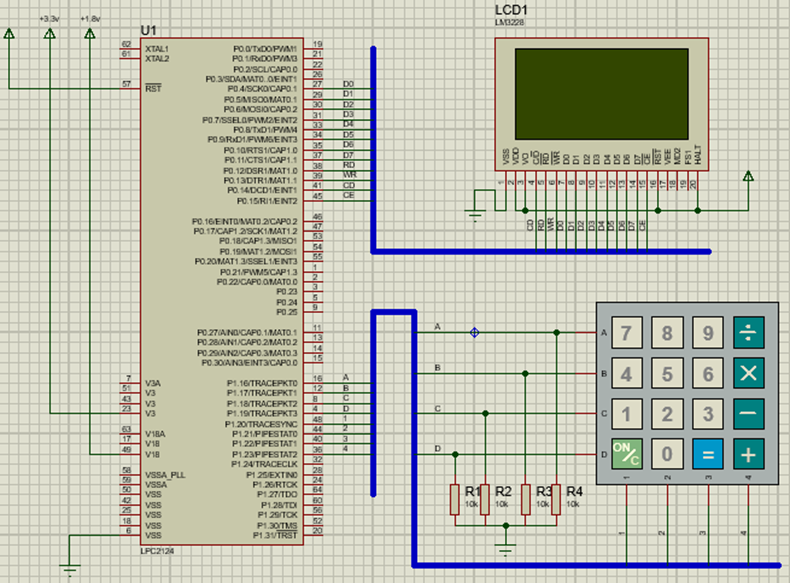 +3.3v
+1.8v
U1
62 XTAL1
61 XTAL2
57 RST
7 V3A
51 V3
43 V3
23 V3
63 V18A
17 V18
49 V18
58 VSSA_PLL
59 VSSA
50 VSS
42 VSS
25 VSS
18 VSS
6 VSS
P0.0/TxD0/PWM1 19
P0.1/RxD0/PWM3 21
P0.2/SCL/CAP0.0 22
P0.3/SDA/MAT0.0/EINT1 26
P0.4/SCK0/CAP0.1 27 D0
P0.5/MISO0/MAT0.1 29 D1
P0.6/MOSI0/CAP0.2 30 D2
P0.7/SSEL0/PWM2/EINT2 31 D3
P0.8/TxD1/PWM4 33 D4
P0.9/RxD1/PWM6/EINT3 34 D5
P0.10/RTS1/CAP1.0 35 D6
P0.11/CTS1/CAP1.1 37 D7
P0.12/DSR1/MAT1.0 38 RD
P0.13/DTR1/MAT1.1 39 WR
P0.14/DCD1/EINT1 41 CD
P0.15/RI1/EINT2 45 CE
P0.16/EINT0/MAT0.2/CAP0.2 46
P0.17/CAP1.2/SCK1/MAT1.2 47
P0.18/CAP1.3/MISO1 53
P0.19/MAT1.2/MOSI1 54
P0.20/MAT1.3/SSEL1/EINT3 55
P0.21/PWM5/CAP1.3 1
P0.22/CAP0.0/MAT0.0 2
P0.23 3
P0.24 5
P0.25 9
P0.27/AIN0/CAP0.1/MAT0.1 11
P0.28/AIN1/CAP0.2/MAT0.2 13
P0.29/AIN2/CAP0.3/MAT0.3 14
P0.30/AIN3/EINT3/CAP0.0 15
P1.16/TRACEPKT0 16 A
P1.17/TRACEPKT1 12 B
P1.18/TRACEPKT2 8 C
P1.19/TRACEPKT3 4 D
P1.20/TRACESYNC 48 1
P1.21/PIPESTAT0 44 2
P1.22/PIPESTAT1 40 3
P1.23/PIPESTAT2 36 4
P1.24/TRACECLK 32
P1.25/EXTIN0 28
P1.26/RTCK 24
P1.27/TDO 64
P1.28/TDI 60
P1.29/TCK 56
P1.30/TMS 52
P1.31/TRST 20
LPC2124
LCD1
LM3228
VSS VDD VO C/D RD WR D0 D1 D2 D3 D4 D5 D6 D7 CE RST VEE MD2 FS1 HALT
1 2 3 4 5 6 7 8 9 10 11 12 13 14 15 16 17 18 19 20
CD RD WR D0 D1 D2 D3 D4 D5 D6 D7 CE
A A 7 8 9 ÷
B B 4 5 6 ×
C C 1 2 3 −
D D ON/C 0 = +
1 2 3 4
R1 R2 R3 R4
10k 10k 10k 10k
1 2 3 4